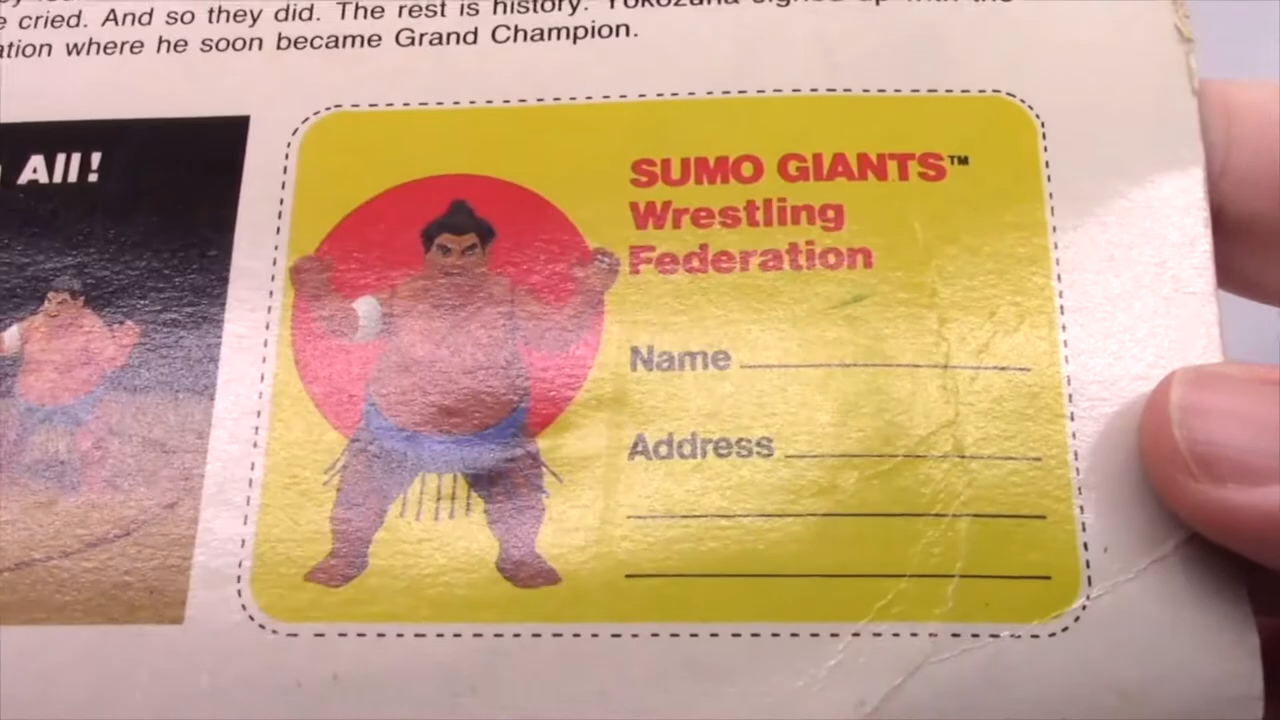 e cried. And so they did. The rest is history. Yokozuna signed up with the
ation where he soon became Grand Champion.
All!
SUMO GIANTS™
Wrestling
Federation
Name
Address